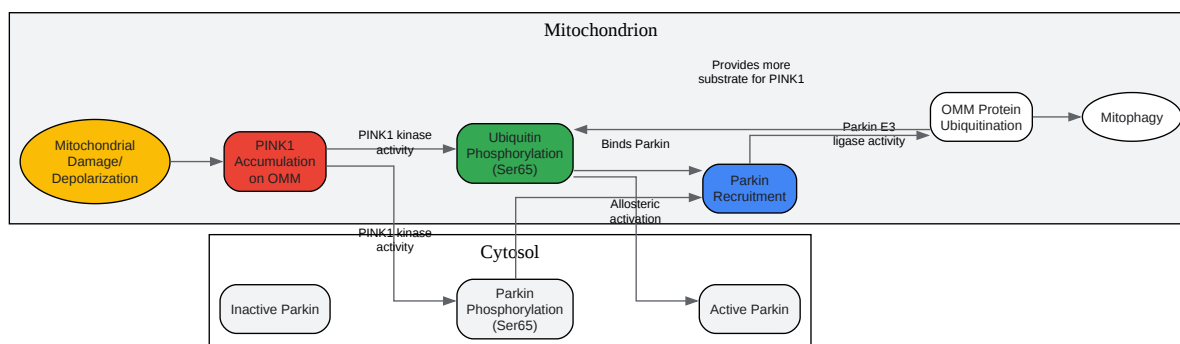 Mitochondrion
Provides more
substrate for PINK1
Mitochondrial
Damage/
Depolarization
PINK1
Accumulation
on OMM
PINK1 kinase
activity
Ubiquitin
Phosphorylation
(Ser65)
Binds Parkin
Parkin
Recruitment
Parkin E3
ligase activity
OMM Protein
Ubiquitination
Mitophagy
Allosteric
activation
PINK1 kinase
activity
Cytosol
Inactive Parkin
Parkin
Phosphorylation
(Ser65)
Active Parkin